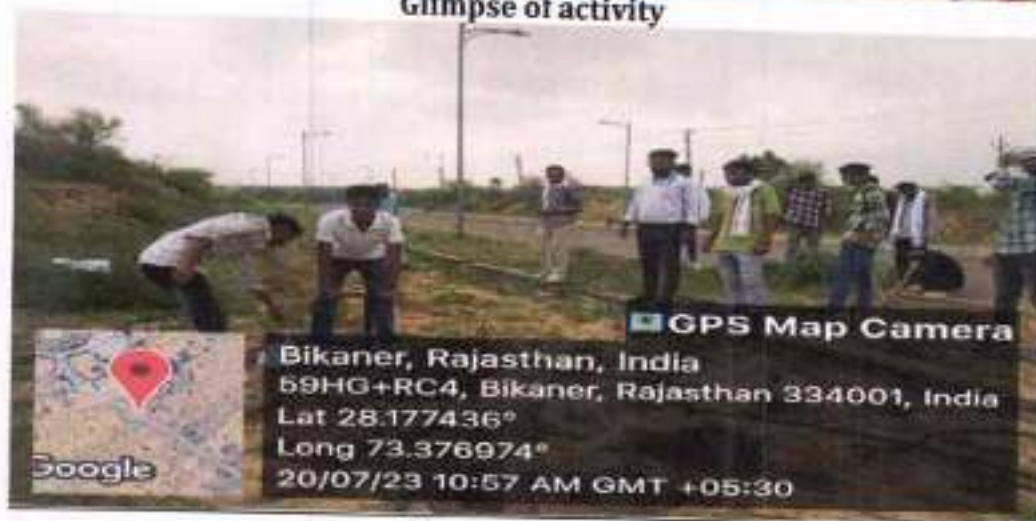 Glimpse of activity
GPS Map Camera
Bikaner, Rajasthan, India
69HG+RC4, Bikaner, Rajasthan 334001, India
Lat 28.177436°
Long 73.376974°
20/07/23 10:57 AM GMT +05:30
Google